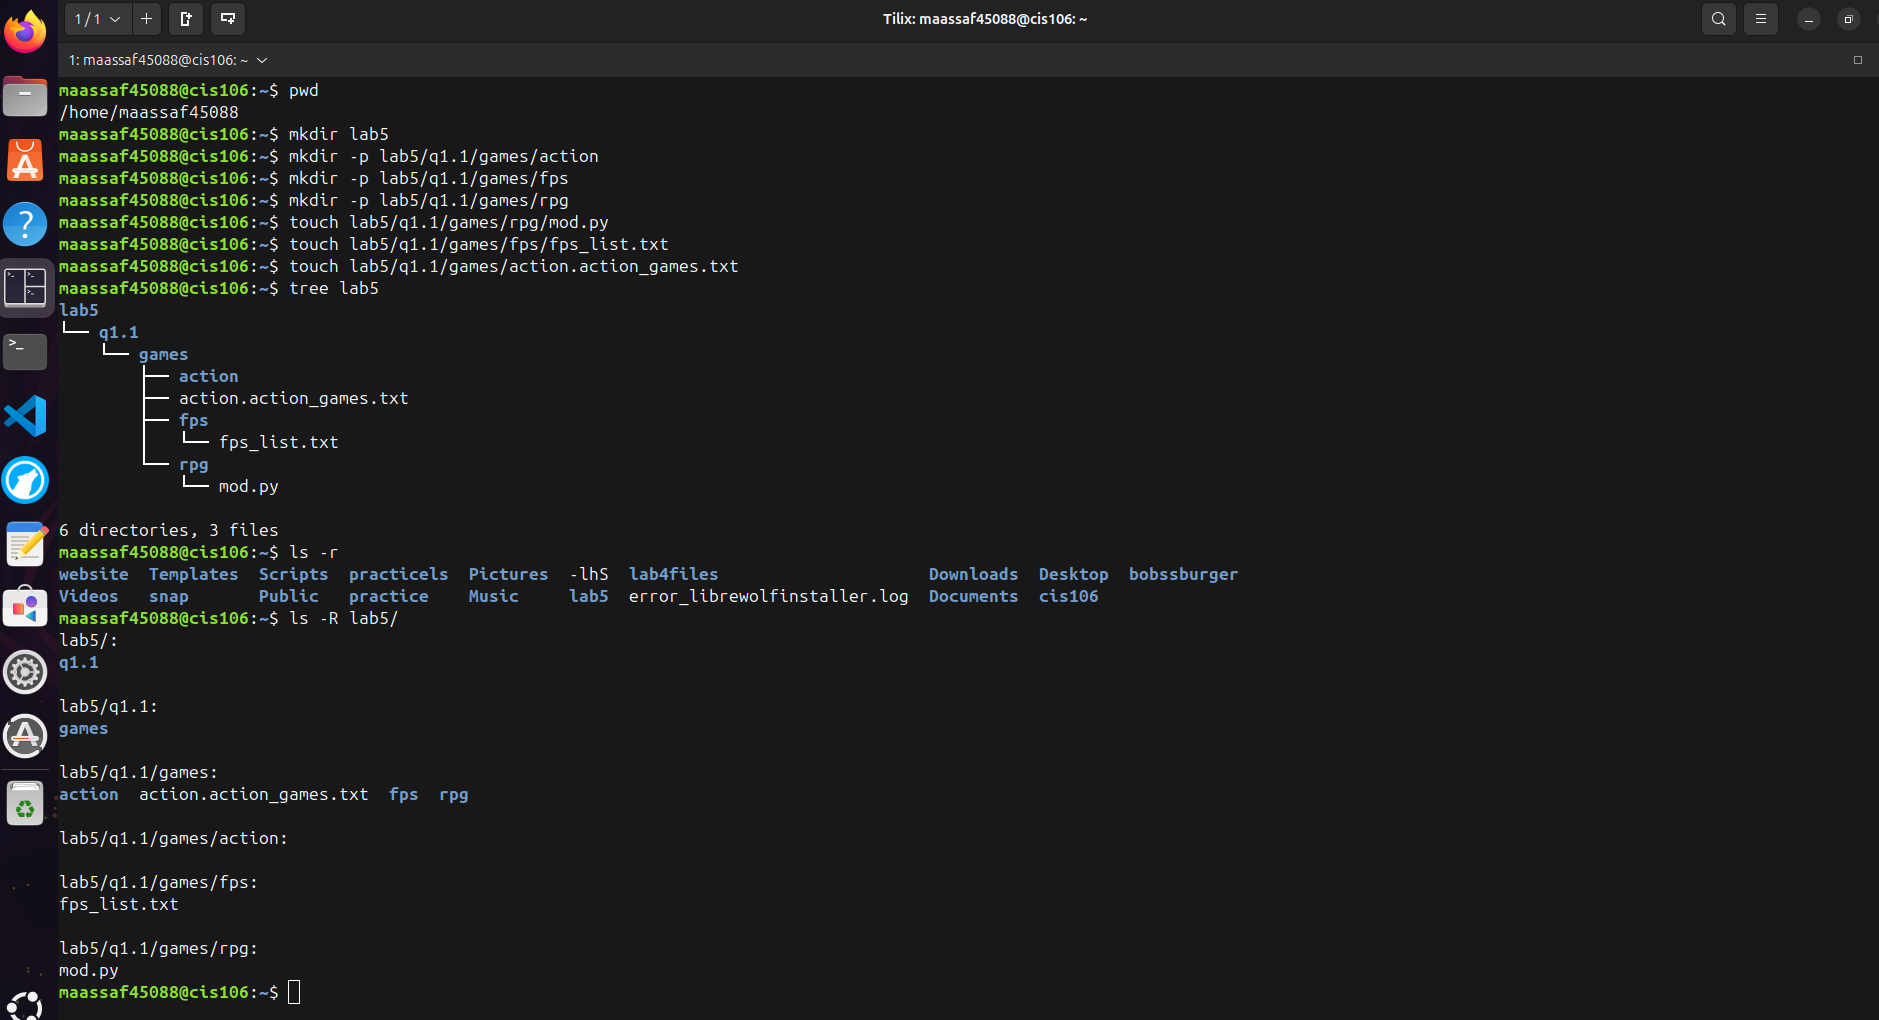 1 / 1
Tilix: maassaf45088@cis106: ~
1: maassaf45088@cis106: ~
maassaf45088@cis106:~$ pwd
/home/maassaf45088
maassaf45088@cis106:~$ mkdir lab5
maassaf45088@cis106:~$ mkdir -p lab5/q1.1/games/action
maassaf45088@cis106:~$ mkdir -p lab5/q1.1/games/fps
maassaf45088@cis106:~$ mkdir -p lab5/q1.1/games/rpg
maassaf45088@cis106:~$ touch lab5/q1.1/games/rpg/mod.py
maassaf45088@cis106:~$ touch lab5/q1.1/games/fps/fps_list.txt
maassaf45088@cis106:~$ touch lab5/q1.1/games/action.action_games.txt
maassaf45088@cis106:~$ tree lab5
lab5
└── q1.1
    └── games
        ├── action
        ├── action.action_games.txt
        ├── fps
        │   └── fps_list.txt
        └── rpg
            └── mod.py

6 directories, 3 files
maassaf45088@cis106:~$ ls -r
website  Templates  Scripts  practicels  Pictures  -lhS  lab4files                     Downloads  Desktop  bobssburger
Videos   snap       Public   practice    Music     lab5  error_librewolfinstaller.log  Documents  cis106
maassaf45088@cis106:~$ ls -R lab5/
lab5/:
q1.1

lab5/q1.1:
games

lab5/q1.1/games:
action  action.action_games.txt  fps  rpg

lab5/q1.1/games/action:

lab5/q1.1/games/fps:
fps_list.txt

lab5/q1.1/games/rpg:
mod.py
maassaf45088@cis106:~$